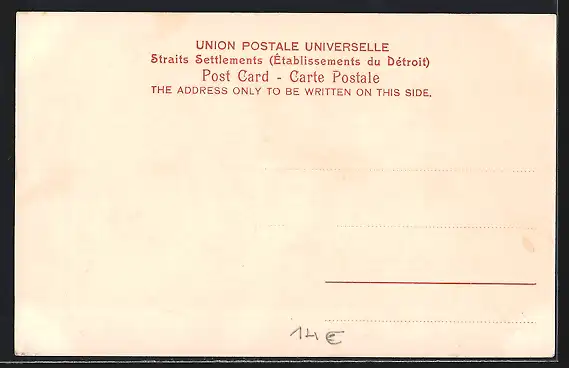 UNION POSTALE UNIVERSELLE
Straits Settlements (Établissements du Détroit)
Post Card - Carte Postale
THE ADDRESS ONLY TO BE WRITTEN ON THIS SIDE.
14 €